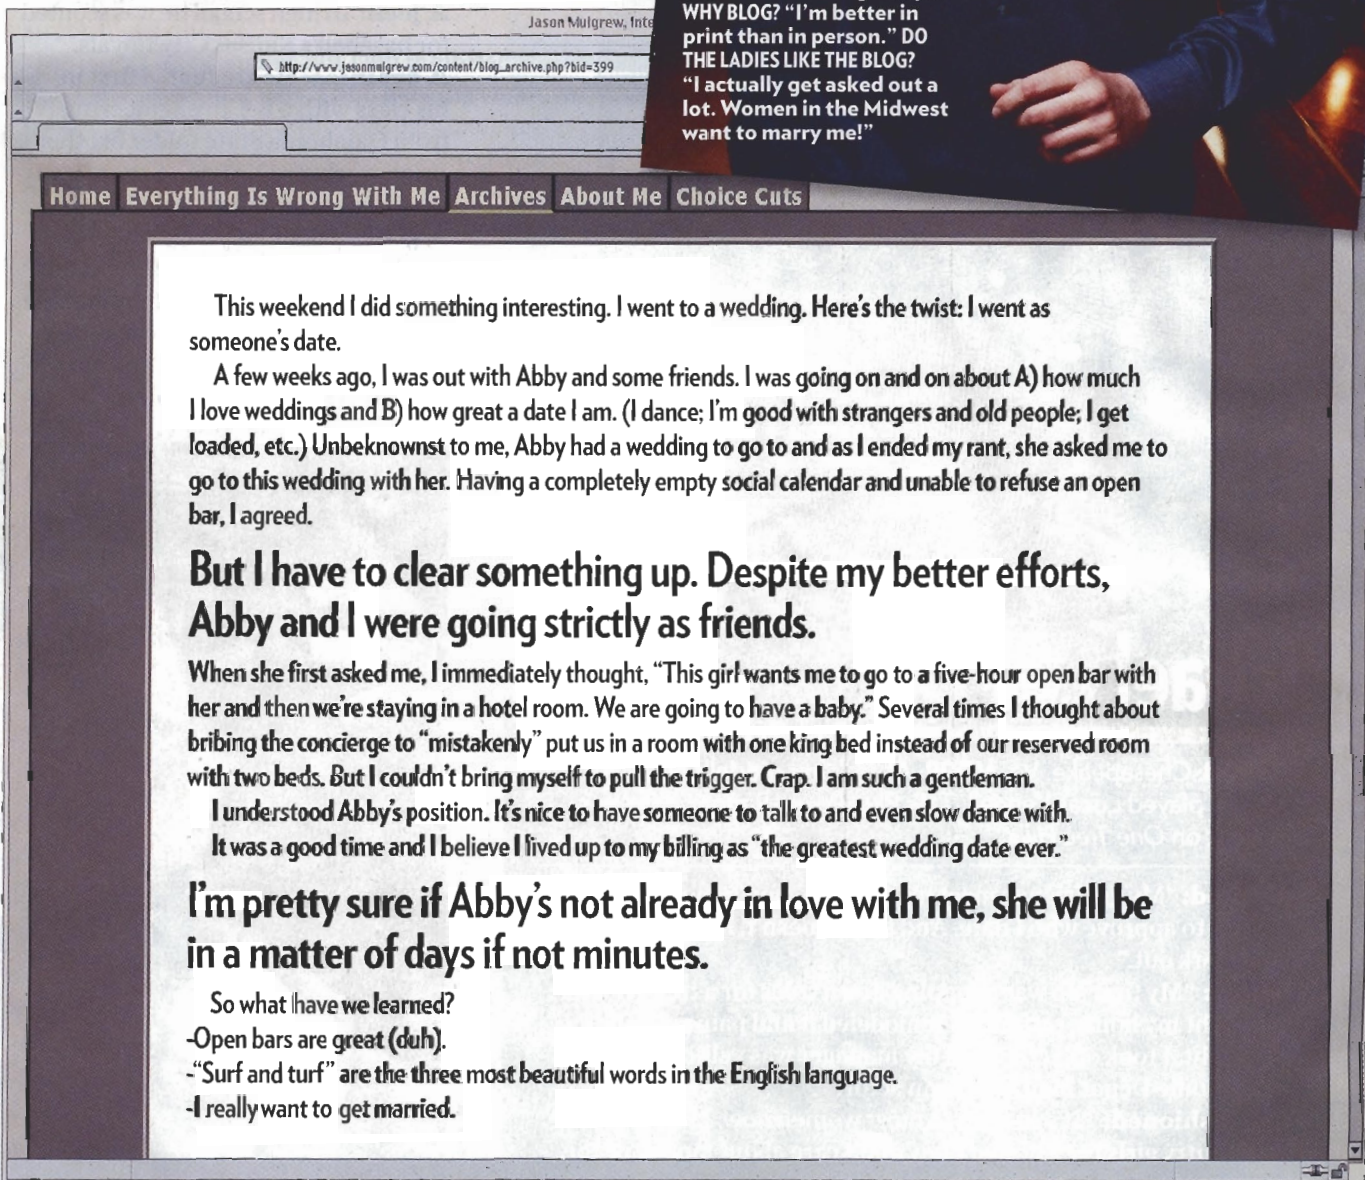 Jason Mulgrew, Inte
http://www.jasonmulgrew.com/content/blog_archive.php?bid=399
WHY BLOG? “I’m better in
print than in person.” DO
THE LADIES LIKE THE BLOG?
“I actually get asked out a
lot. Women in the Midwest
want to marry me!”
Home Everything Is Wrong With Me Archives About Me Choice Cuts
This weekend I did something interesting. I went to a wedding. Here’s the twist: I went as
someone’s date.
A few weeks ago, I was out with Abby and some friends. I was going on and on about A) how much
I love weddings and B) how great a date I am. (I dance; I’m good with strangers and old people; I get
loaded, etc.) Unbeknownst to me, Abby had a wedding to go to and as I ended my rant, she asked me to
go to this wedding with her. Having a completely empty social calendar and unable to refuse an open
bar, I agreed.
But I have to clear something up. Despite my better efforts,
Abby and I were going strictly as friends.
When she first asked me, I immediately thought, “This girl wants me to go to a five-hour open bar with
her and then we’re staying in a hotel room. We are going to have a baby.” Several times I thought about
bribing the concierge to “mistakenly” put us in a room with one king bed instead of our reserved room
with two beds. But I couldn’t bring myself to pull the trigger. Crap. I am such a gentleman.
I understood Abby’s position. It’s nice to have someone to talk to and even slow dance with.
It was a good time and I believe I lived up to my billing as “the greatest wedding date ever.”
I’m pretty sure if Abby’s not already in love with me, she will be
in a matter of days if not minutes.
So what have we learned?
-Open bars are great (duh).
-“Surf and turf” are the three most beautiful words in the English language.
-I really want to get married.